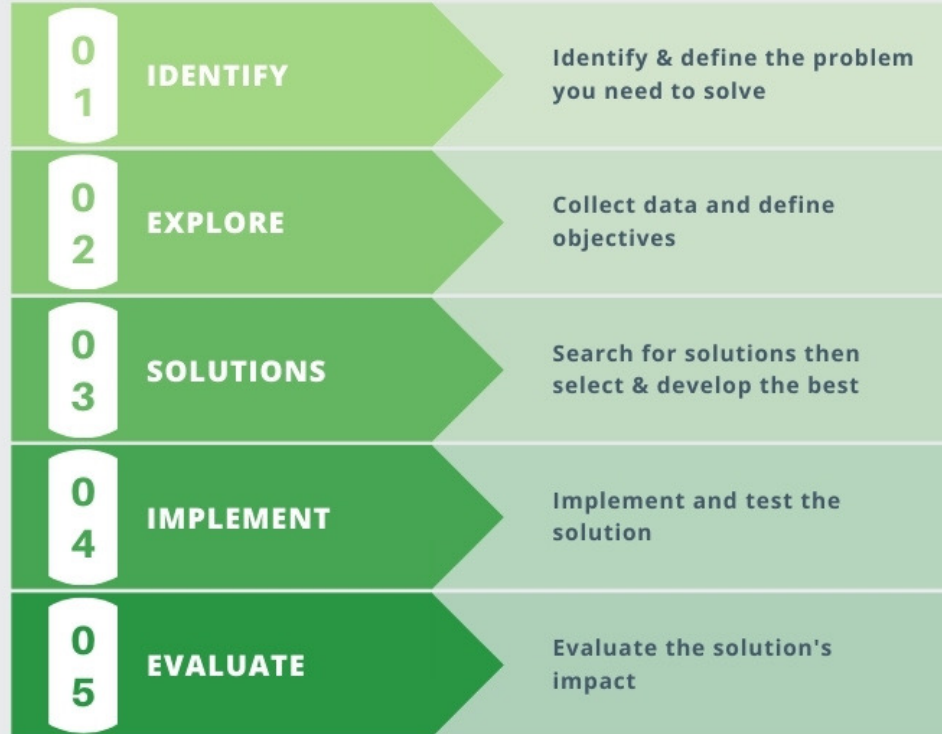 0
1
IDENTIFY
Identify & define the problem
you need to solve
0
2
EXPLORE
Collect data and define
objectives
0
3
SOLUTIONS
Search for solutions then
select & develop the best
0
4
IMPLEMENT
Implement and test the
solution
0
5
EVALUATE
Evaluate the solution's
impact